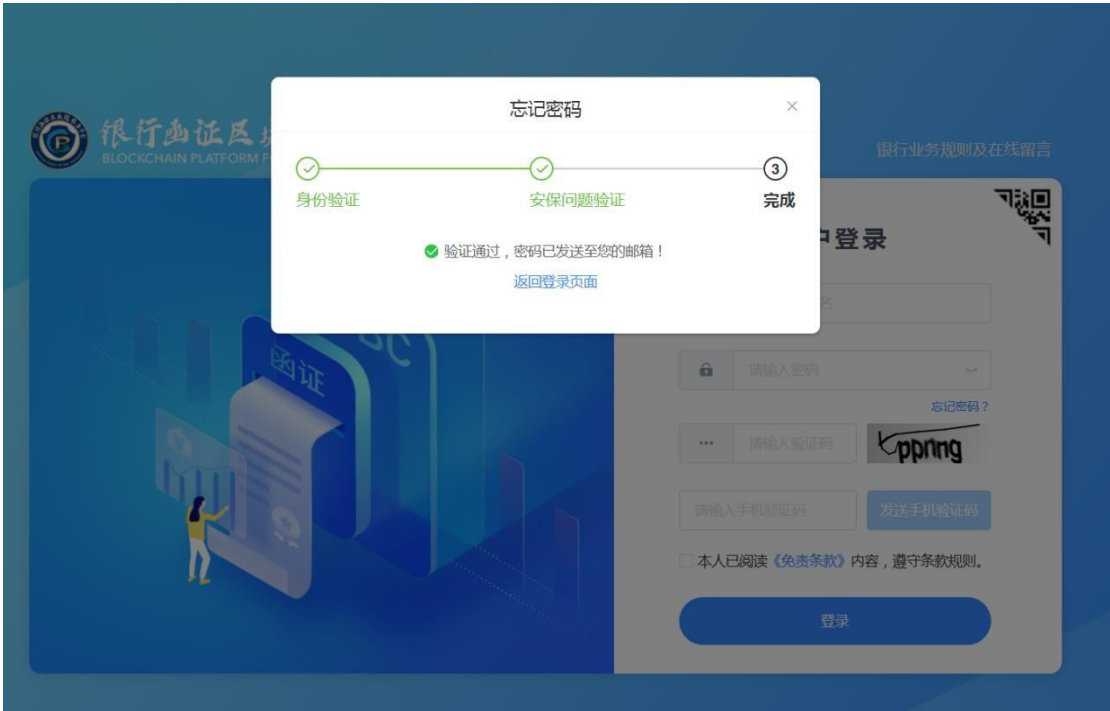 忘记密码
银行函证区
BLOCKCHAIN PLATFORM F
银行业务规则及在线留言
3
身份验证
安保问题验证
完成
户登录
验证通过，密码已发送至您的邮箱！
返回登录页面
名
函证
BC
请输入密码
忘记密码？
请输入验证码
请输入手机验证码
发送手机验证码
本人已阅读《免责条款》内容，遵守条款规则。
登录